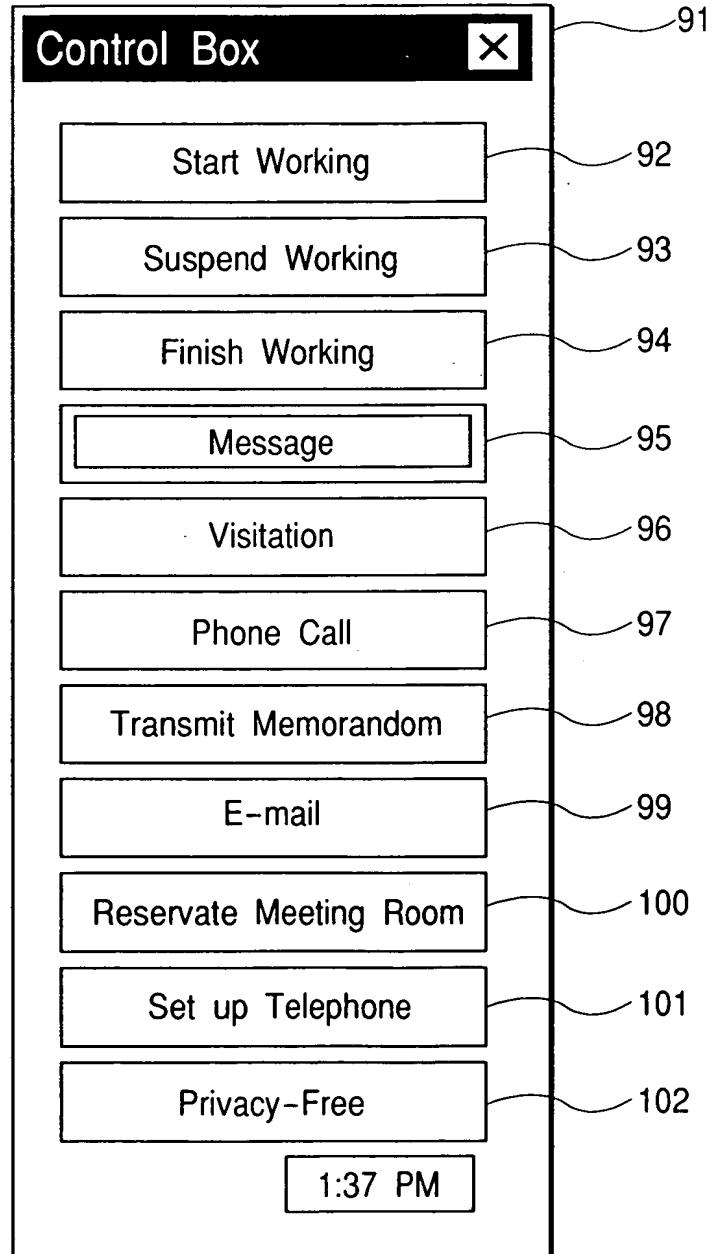 91
Control Box ×
Start Working 92
Suspend Working 93
Finish Working 94
Message 95
Visitation 96
Phone Call 97
Transmit Memorandom 98
E-mail 99
Reservate Meeting Room 100
Set up Telephone 101
Privacy-Free 102
1:37 PM